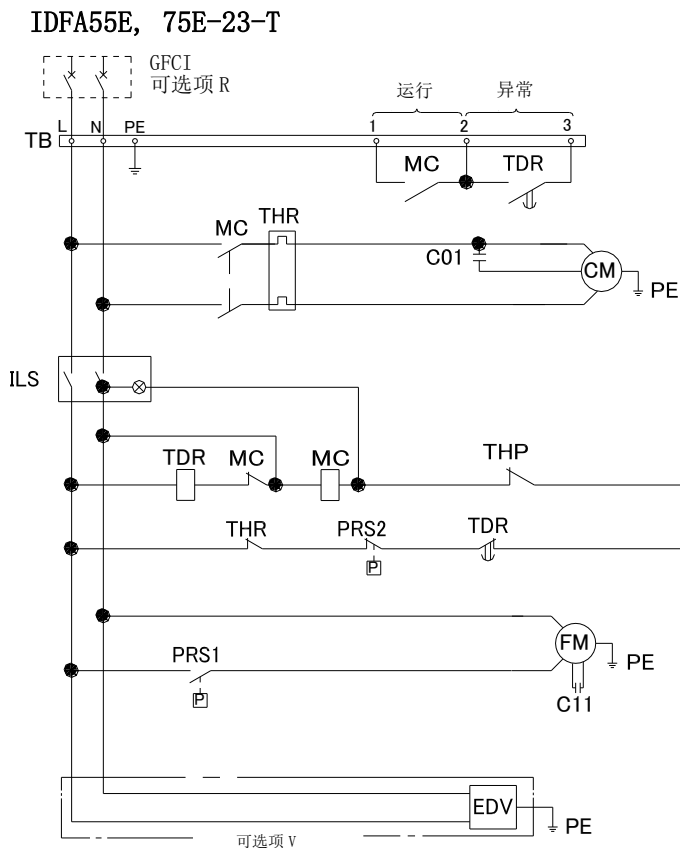 IDFA55E, 75E-23-T
GFCI
可选项R
运行 异常
L N PE 1 2 3
TB
MC TDR
MC THR
C01 CM
PE
ILS
TDR MC MC THP
THR PRS2 TDR
P
FM
PRS1 PE
P
C11
EDV
PE
可选项V